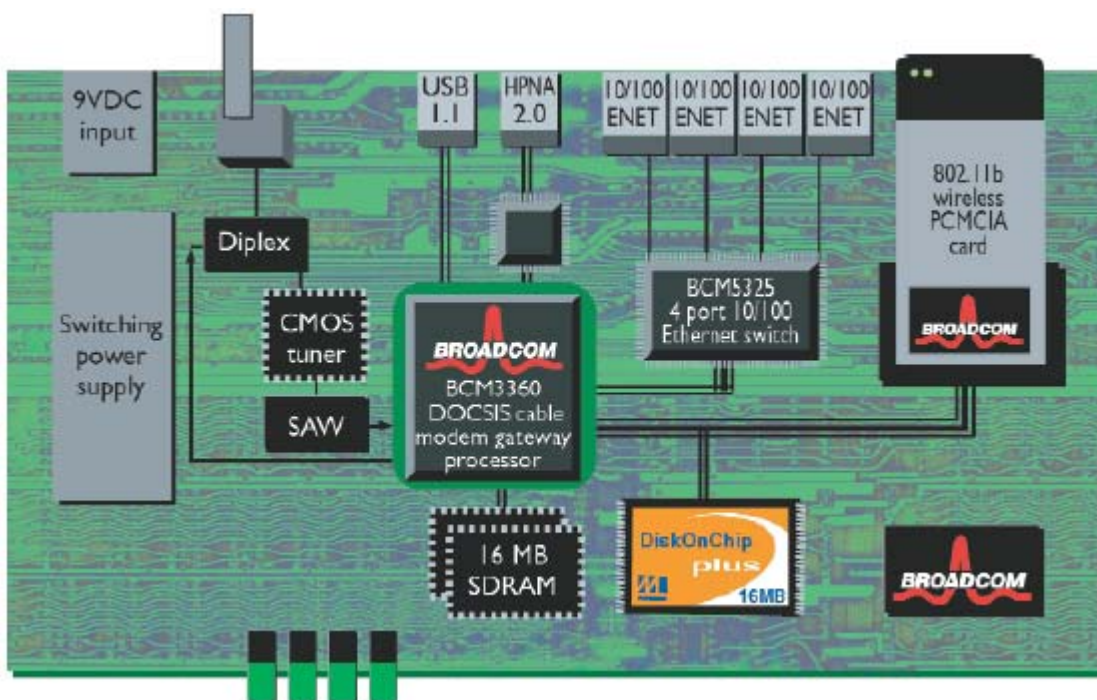 9VDC
input
USB
1.1
HPNA
2.0
10/100
ENET
10/100
ENET
10/100
ENET
10/100
ENET
802.11b
wireless
PCMCIA
card
BROADCOM
Diplex
CMOS
tuner
SAW
Switching
power
supply
BROADCOM
BCM3360
DOCSIS cable
modem gateway
processor
BCM5325
4 port 10/100
Ethernet switch
16 MB
SDRAM
DiskOnChip
plus
16MB
BROADCOM